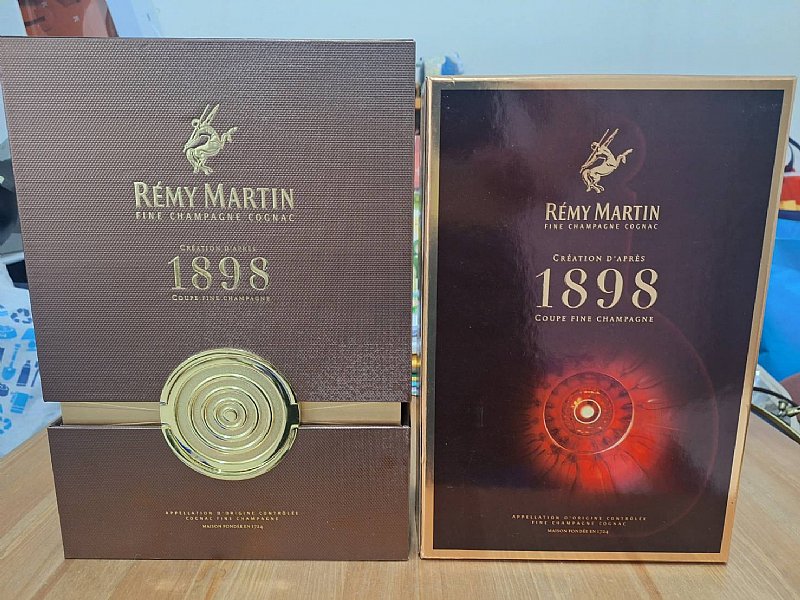 RÉMY MARTIN
FINE CHAMPAGNE COGNAC
CRÉATION D'APRÈS
1898
COUPE FINE CHAMPAGNE
APPELLATION D'ORIGINE CONTRÔLÉE
COGNAC FINE CHAMPAGNE
MAISON FONDÉE EN 1724
RÉMY MARTIN
FINE CHAMPAGNE COGNAC
CRÉATION D'APRÈS
1898
COUPE FINE CHAMPAGNE
APPELLATION D'ORIGINE CONTRÔLÉE
FINE CHAMPAGNE COGNAC
MAISON FONDÉE EN 1724